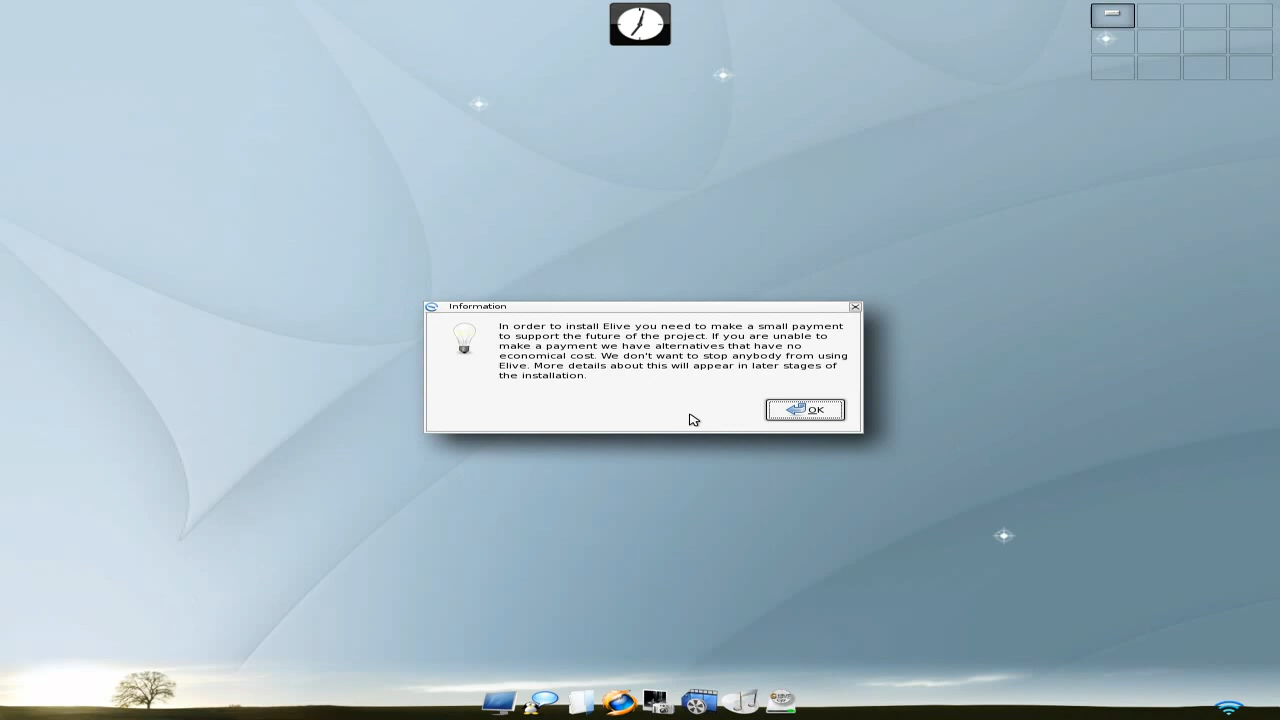 Information
In order to install Elive you need to make a small payment
to support the future of the project. If you are unable to
make a payment we have alternatives that have no
economical cost. We don't want to stop anybody from using
Elive. More details about this will appear in later stages of
the installation.
OK